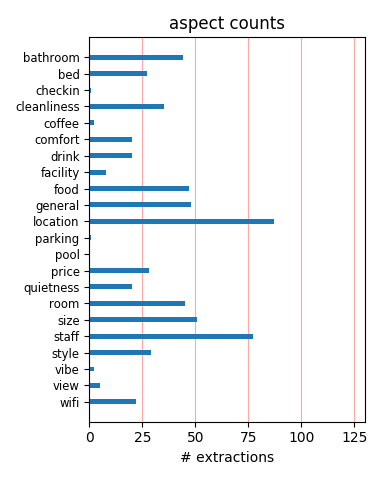 aspect counts
bathroom
bed
checkin
cleanliness
coffee
comfort
drink
facility
food
general
location
parking
pool
price
quietness
room
size
staff
style
vibe
view
wifi
0 25 50 75 100 125
# extractions